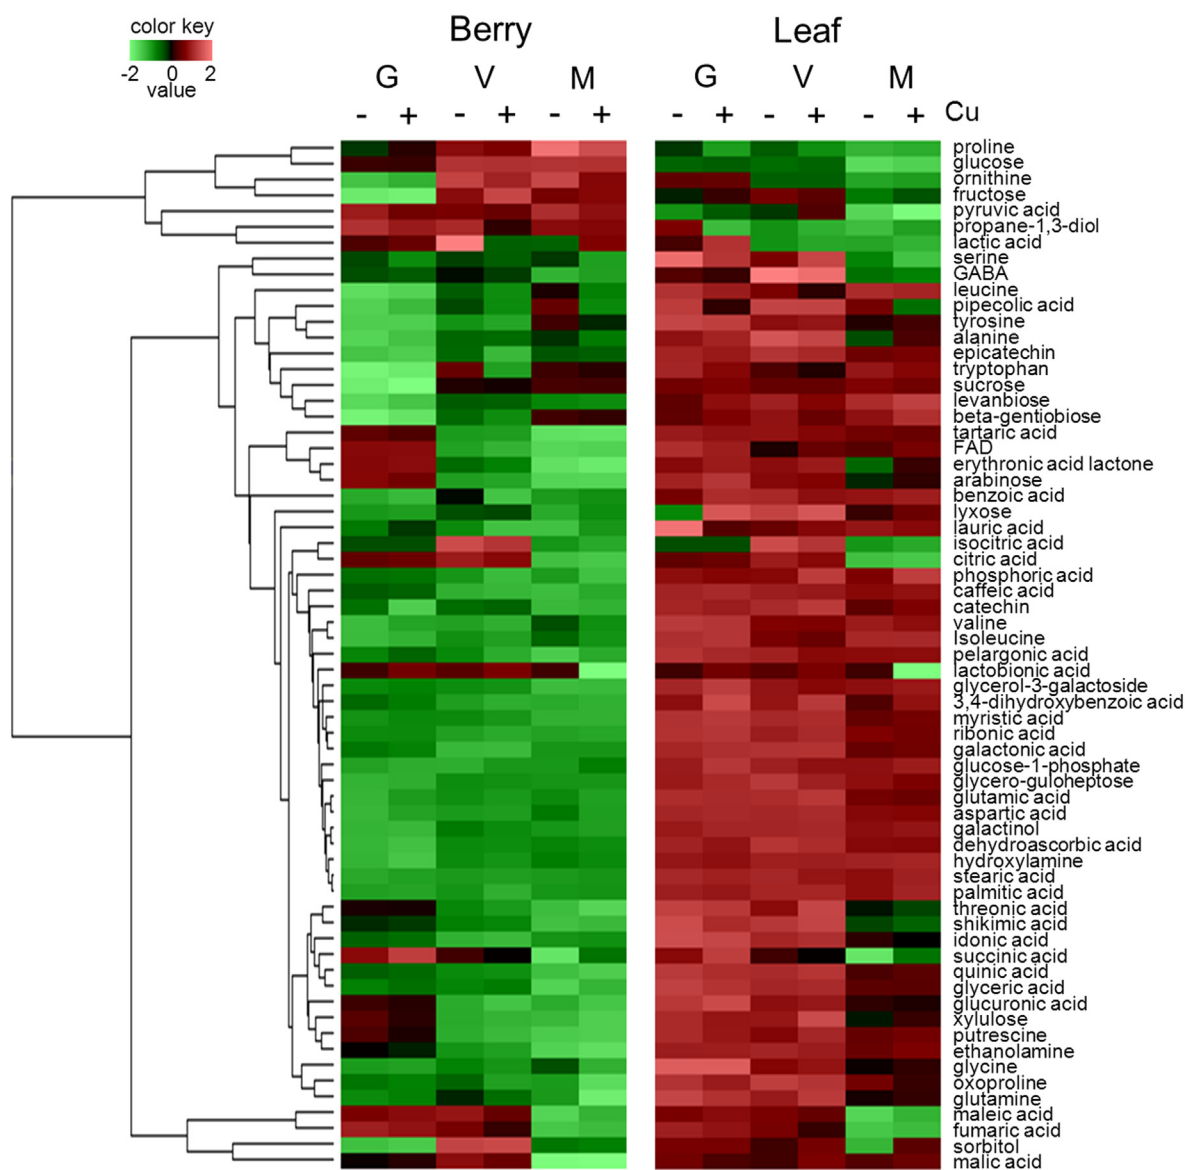 color key
-2 0 2
value
Berry Leaf
G V M G V M
- + - + - + - + - + - + Cu
proline
glucose
ornithine
fructose
pyruvic acid
propane-1,3-diol
lactic acid
serine
GABA
leucine
pipecolic acid
tyrosine
alanine
epicatechin
tryptophan
sucrose
levanbiose
beta-gentiobiose
tartaric acid
FAD
erythronic acid lactone
arabinose
benzoic acid
lyxose
lauric acid
isocitric acid
citric acid
phosphoric acid
caffeic acid
catechin
valine
Isoleucine
pelargonic acid
lactobionic acid
glycerol-3-galactoside
3,4-dihydroxybenzoic acid
myristic acid
ribonic acid
galactonic acid
glucose-1-phosphate
glycero-guloheptose
glutamic acid
aspartic acid
galactinol
dehydroascorbic acid
hydroxylamine
stearic acid
palmitic acid
threonic acid
shikimic acid
idonic acid
succinic acid
quinic acid
glyceric acid
glucuronic acid
xylulose
putrescine
ethanolamine
glycine
oxoproline
glutamine
maleic acid
fumaric acid
sorbitol
malic acid